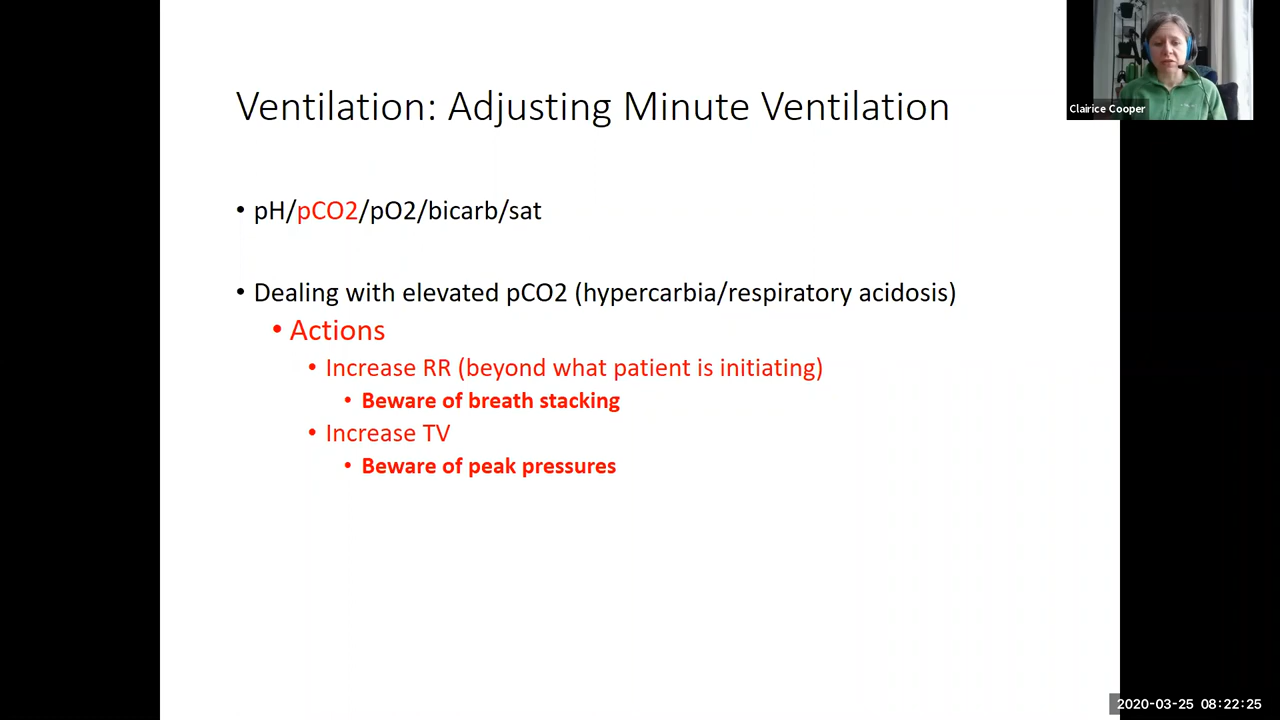 Clairice Cooper
Ventilation: Adjusting Minute Ventilation
• pH/pCO2/pO2/bicarb/sat
• Dealing with elevated pCO2 (hypercarbia/respiratory acidosis)
• Actions
• Increase RR (beyond what patient is initiating)
• Beware of breath stacking
• Increase TV
• Beware of peak pressures
2020-03-25 08:22:25